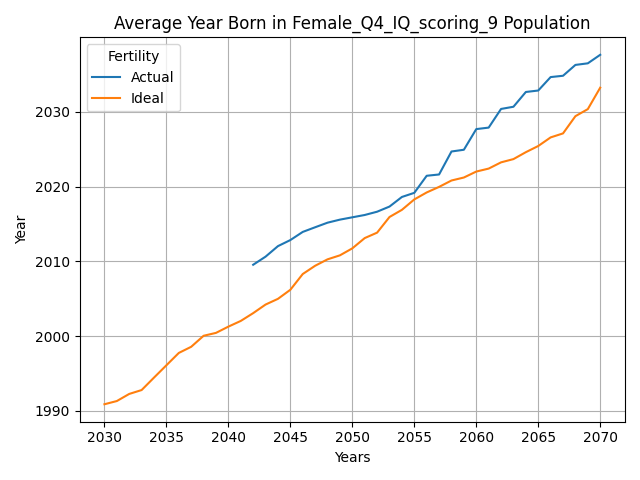 Average Year Born in Female_Q4_IQ_scoring_9 Population
Fertility
Actual
Ideal
Year
2030
2020
2010
2000
1990
2030 2035 2040 2045 2050 2055 2060 2065 2070
Years